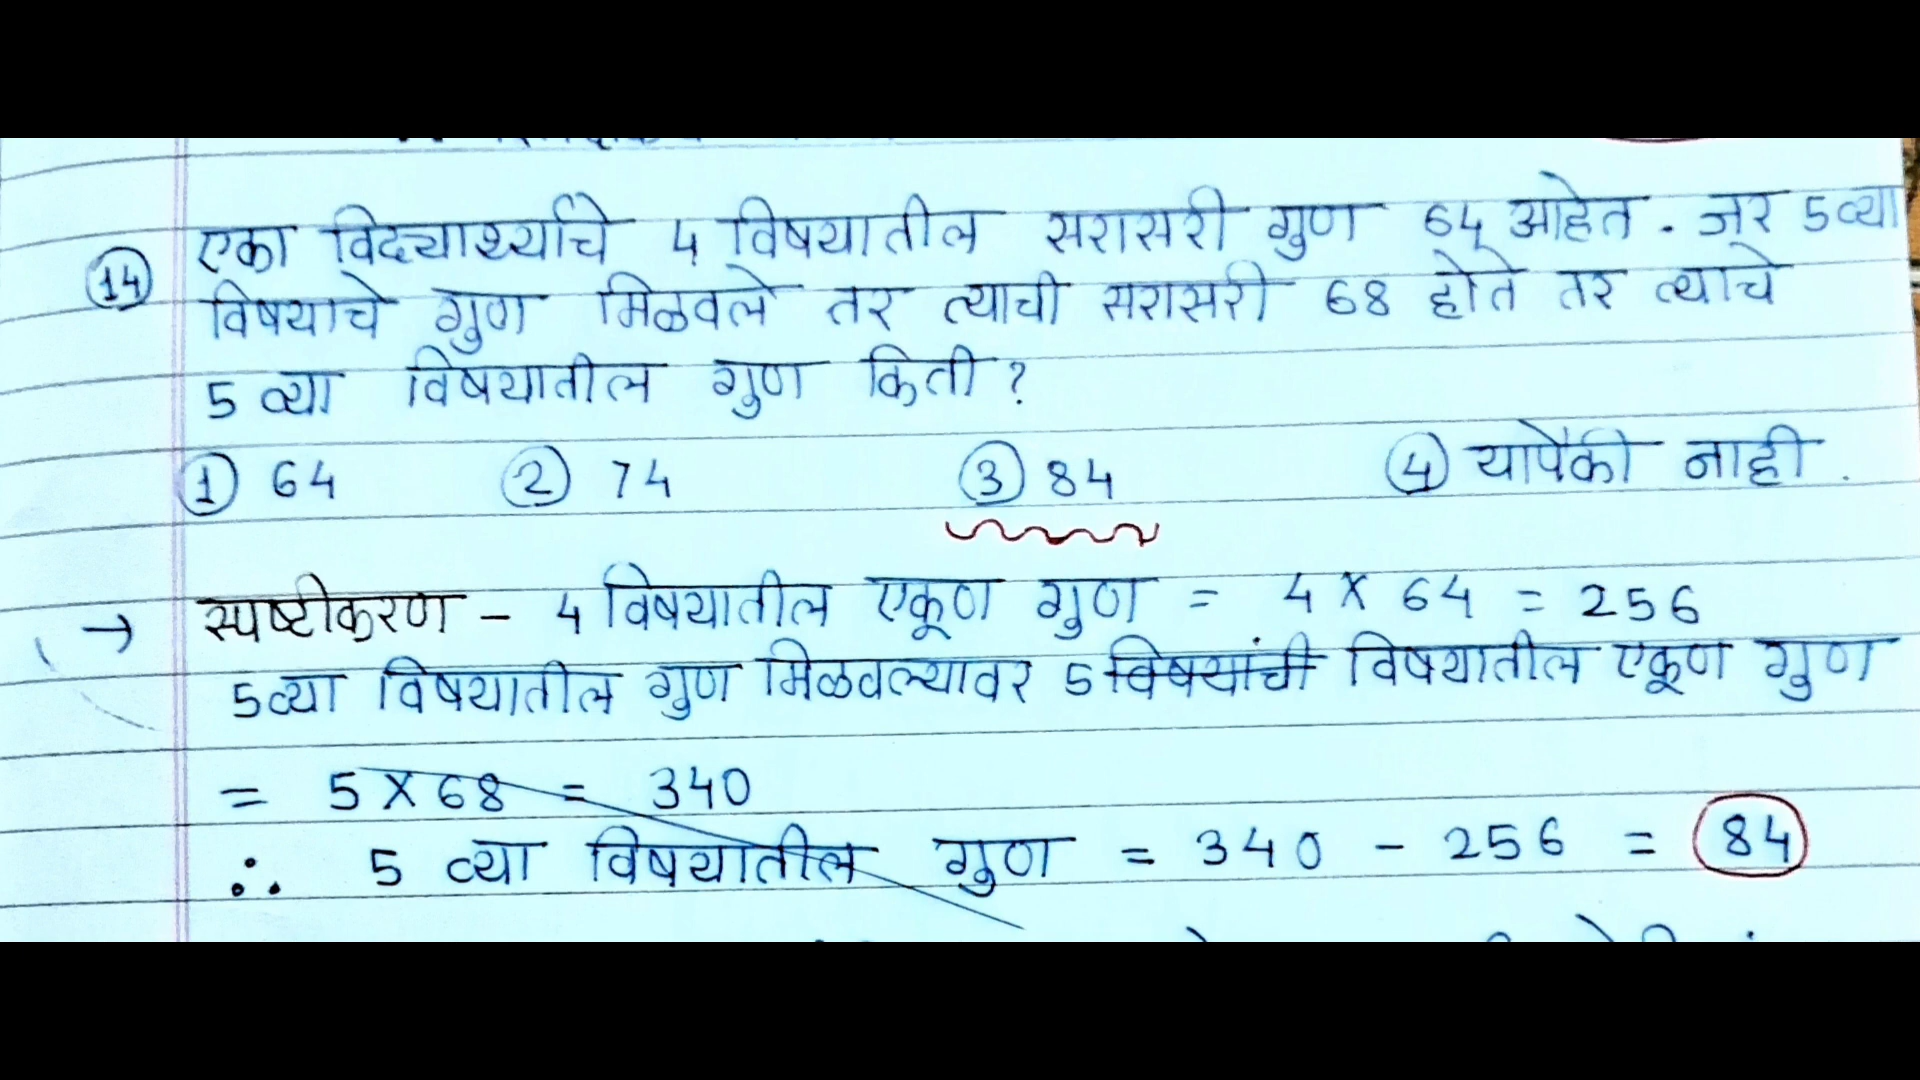 (14) एका विद्यार्थ्याचे 4 विषयातील सरासरी गुण 64 आहेत. जर 5व्या
विषयाचे गुण मिळवले तर त्याची सरासरी 68 होते तर त्याचे
5 व्या विषयातील गुण किती?
(1) 64 (2) 74 (3) 84 (4) यापैकी नाही.
→ स्पष्टीकरण - 4 विषयातील एकूण गुण = 4 x 64 = 256
5व्या विषयातील गुण मिळवल्यावर 5 विषयांची विषयातील एकूण गुण
= 5 x 68 = 340
∴ 5 व्या विषयातील गुण = 340 - 256 = 84